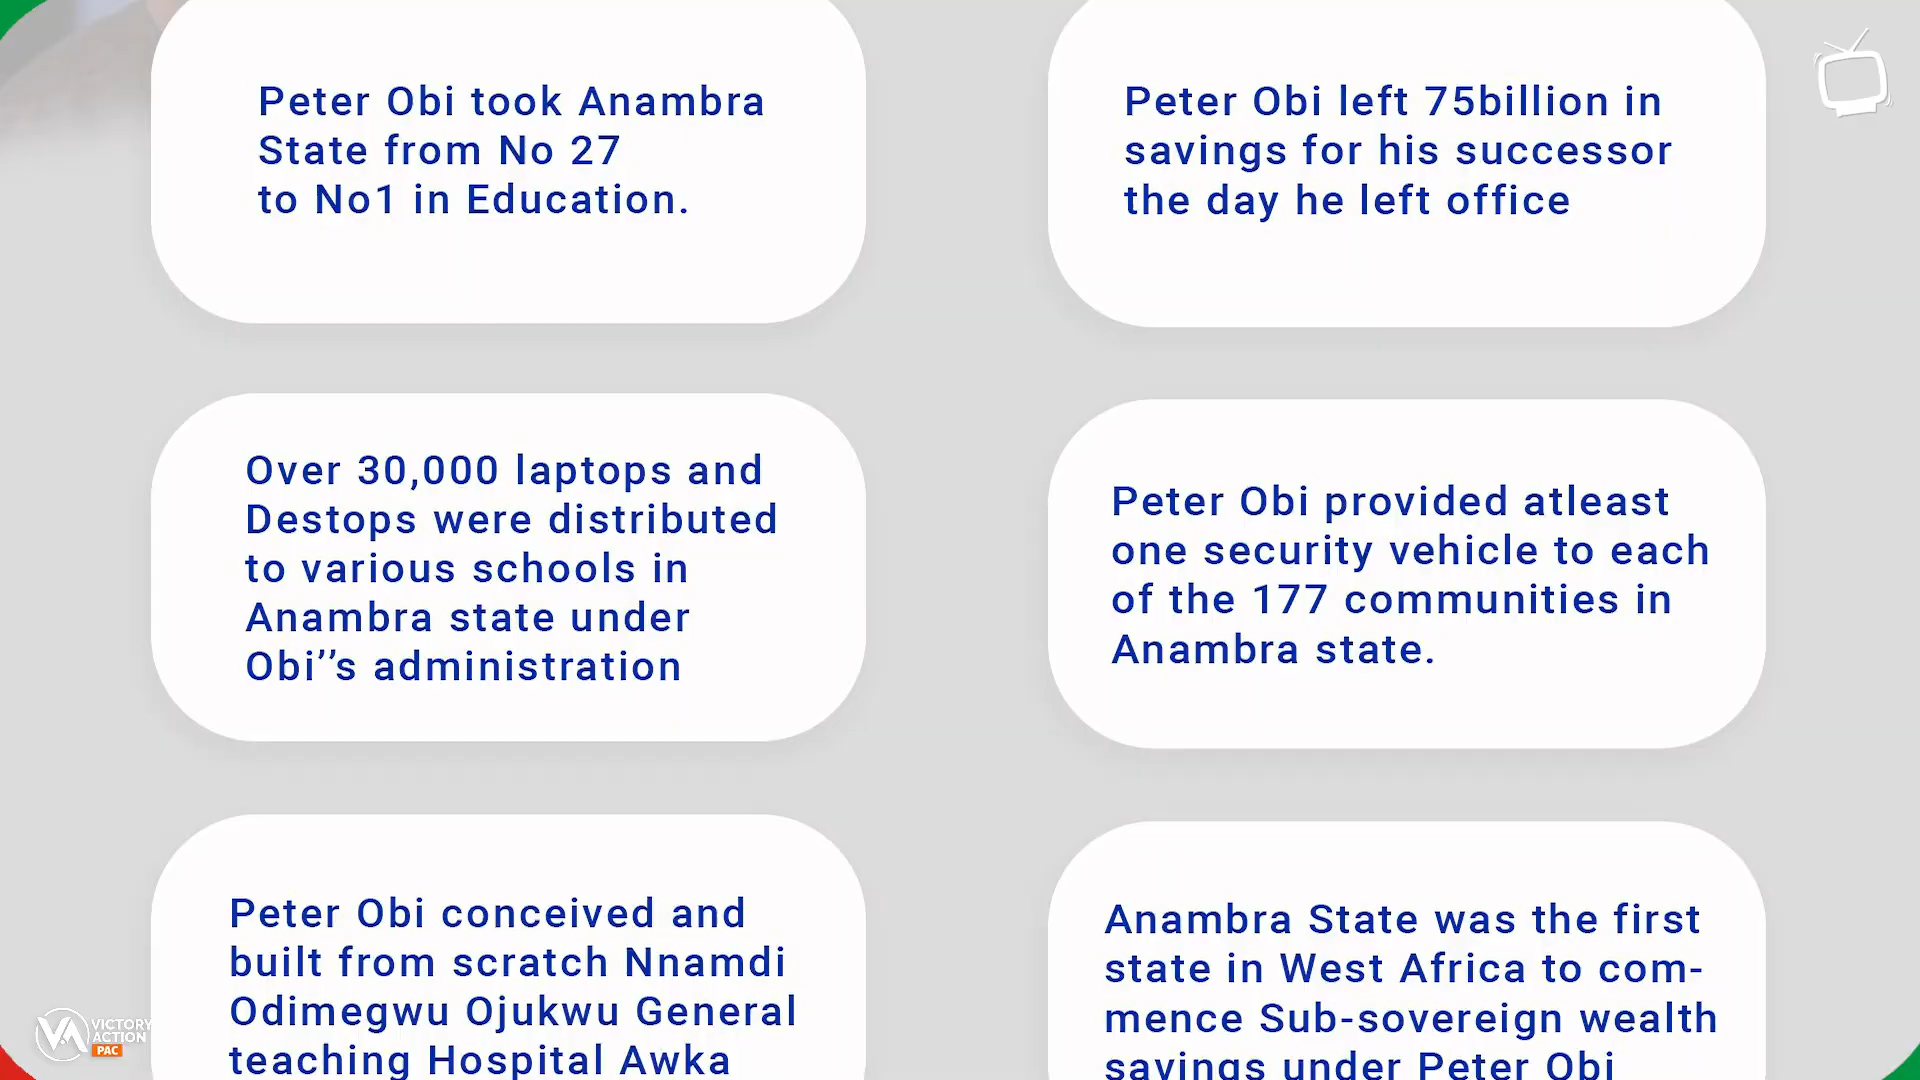 Peter Obi took Anambra
State from No 27
to No1 in Education.
Peter Obi left 75billion in
savings for his successor
the day he left office
Over 30,000 laptops and
Destops were distributed
to various schools in
Anambra state under
Obi’’s administration
Peter Obi provided atleast
one security vehicle to each
of the 177 communities in
Anambra state.
Peter Obi conceived and
built from scratch Nnamdi
Odimegwu Ojukwu General
teaching Hospital Awka
Anambra State was the first
state in West Africa to com-
mence Sub-sovereign wealth
savings under Peter Obi
VA
VICTORY
ACTION
PAC